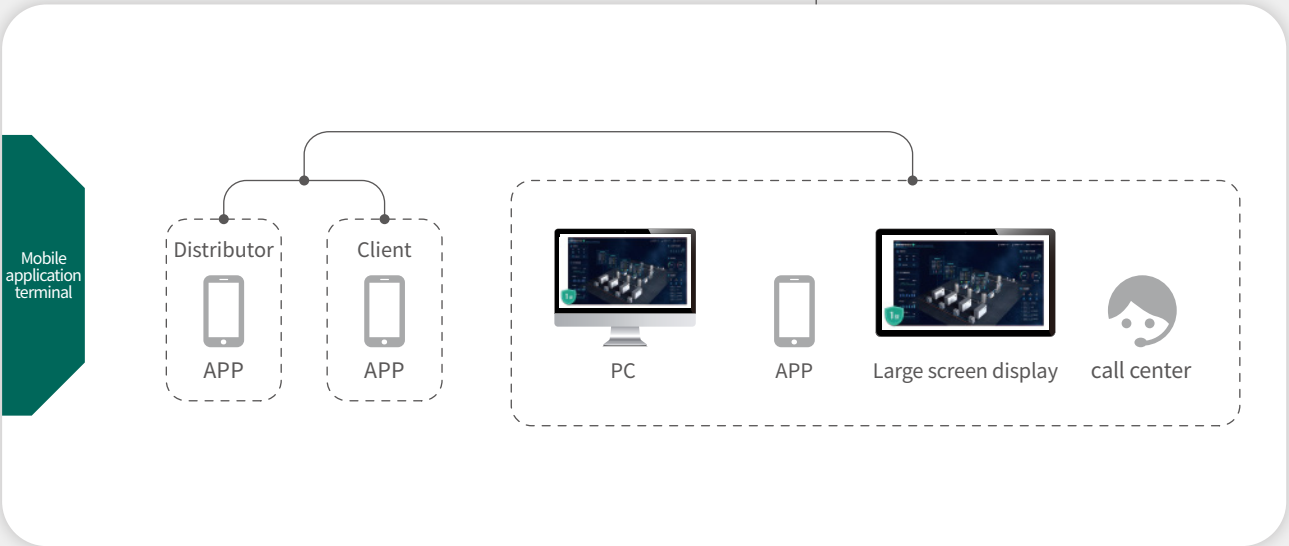 Mobile
application
terminal
Distributor
Client
APP
APP
PC
APP
Large screen display
call center